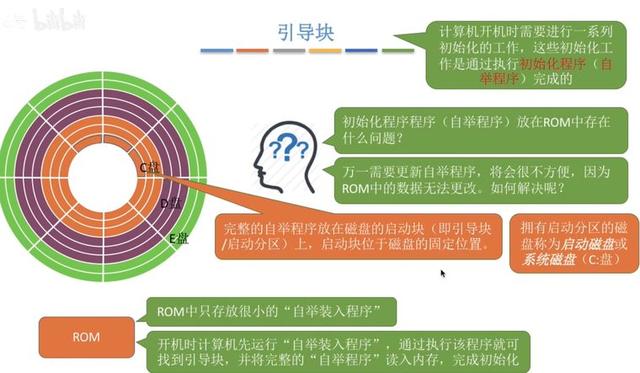 bilibili
引导块
计算机开机时需要进行一系列
初始化的工作，这些初始化工
作是通过执行初始化程序（自
举程序）完成的
初始化程序程序（自举程序）放在ROM中存在
什么问题？
???
万一需要更新自举程序，将会很不方便，因为
ROM中的数据无法更改。如何解决呢？
C盘
D盘
E盘
完整的自举程序放在磁盘的启动块（即引导块
/启动分区）上，启动块位于磁盘的固定位置。
拥有启动分区的磁
盘称为启动磁盘或
系统磁盘（C:盘）
ROM
ROM中只存放很小的“自举装入程序”
开机时计算机先运行“自举装入程序”，通过执行该程序就可
找到引导块，并将完整的“自举程序”读入内存，完成初始化